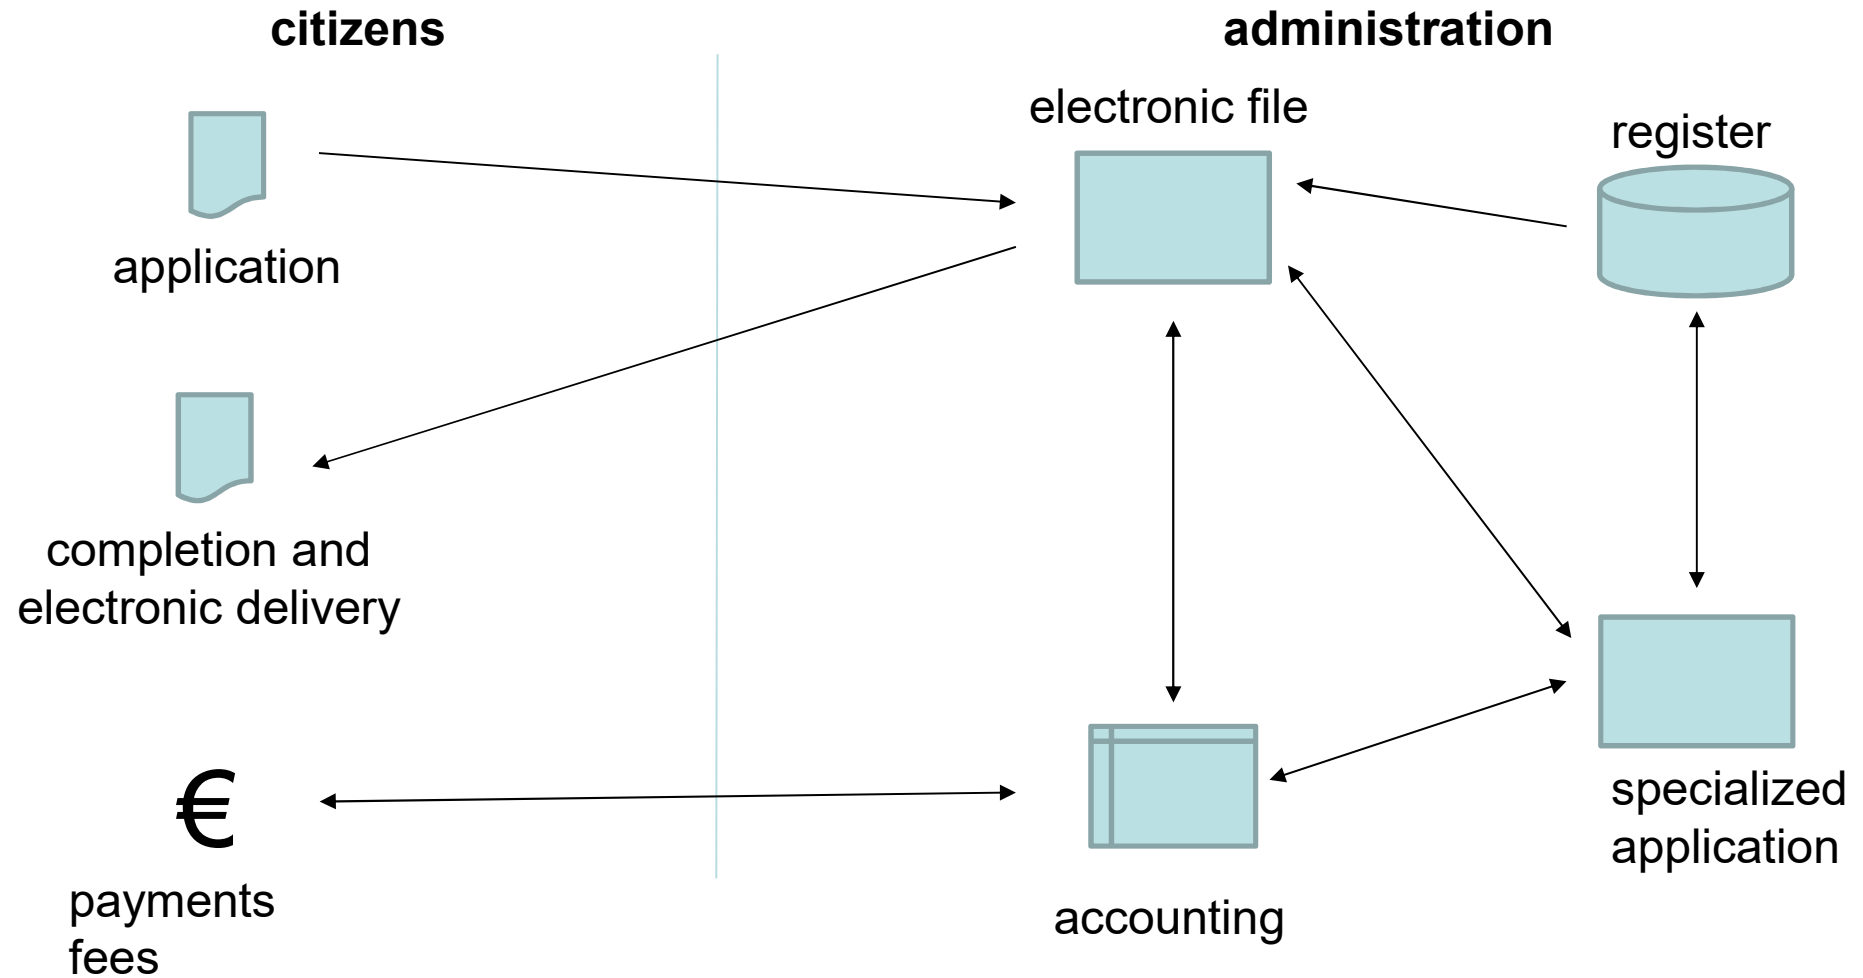 citizens
administration
electronic file
register
application
completion and
electronic delivery
€
payments
fees
accounting
specialized
application